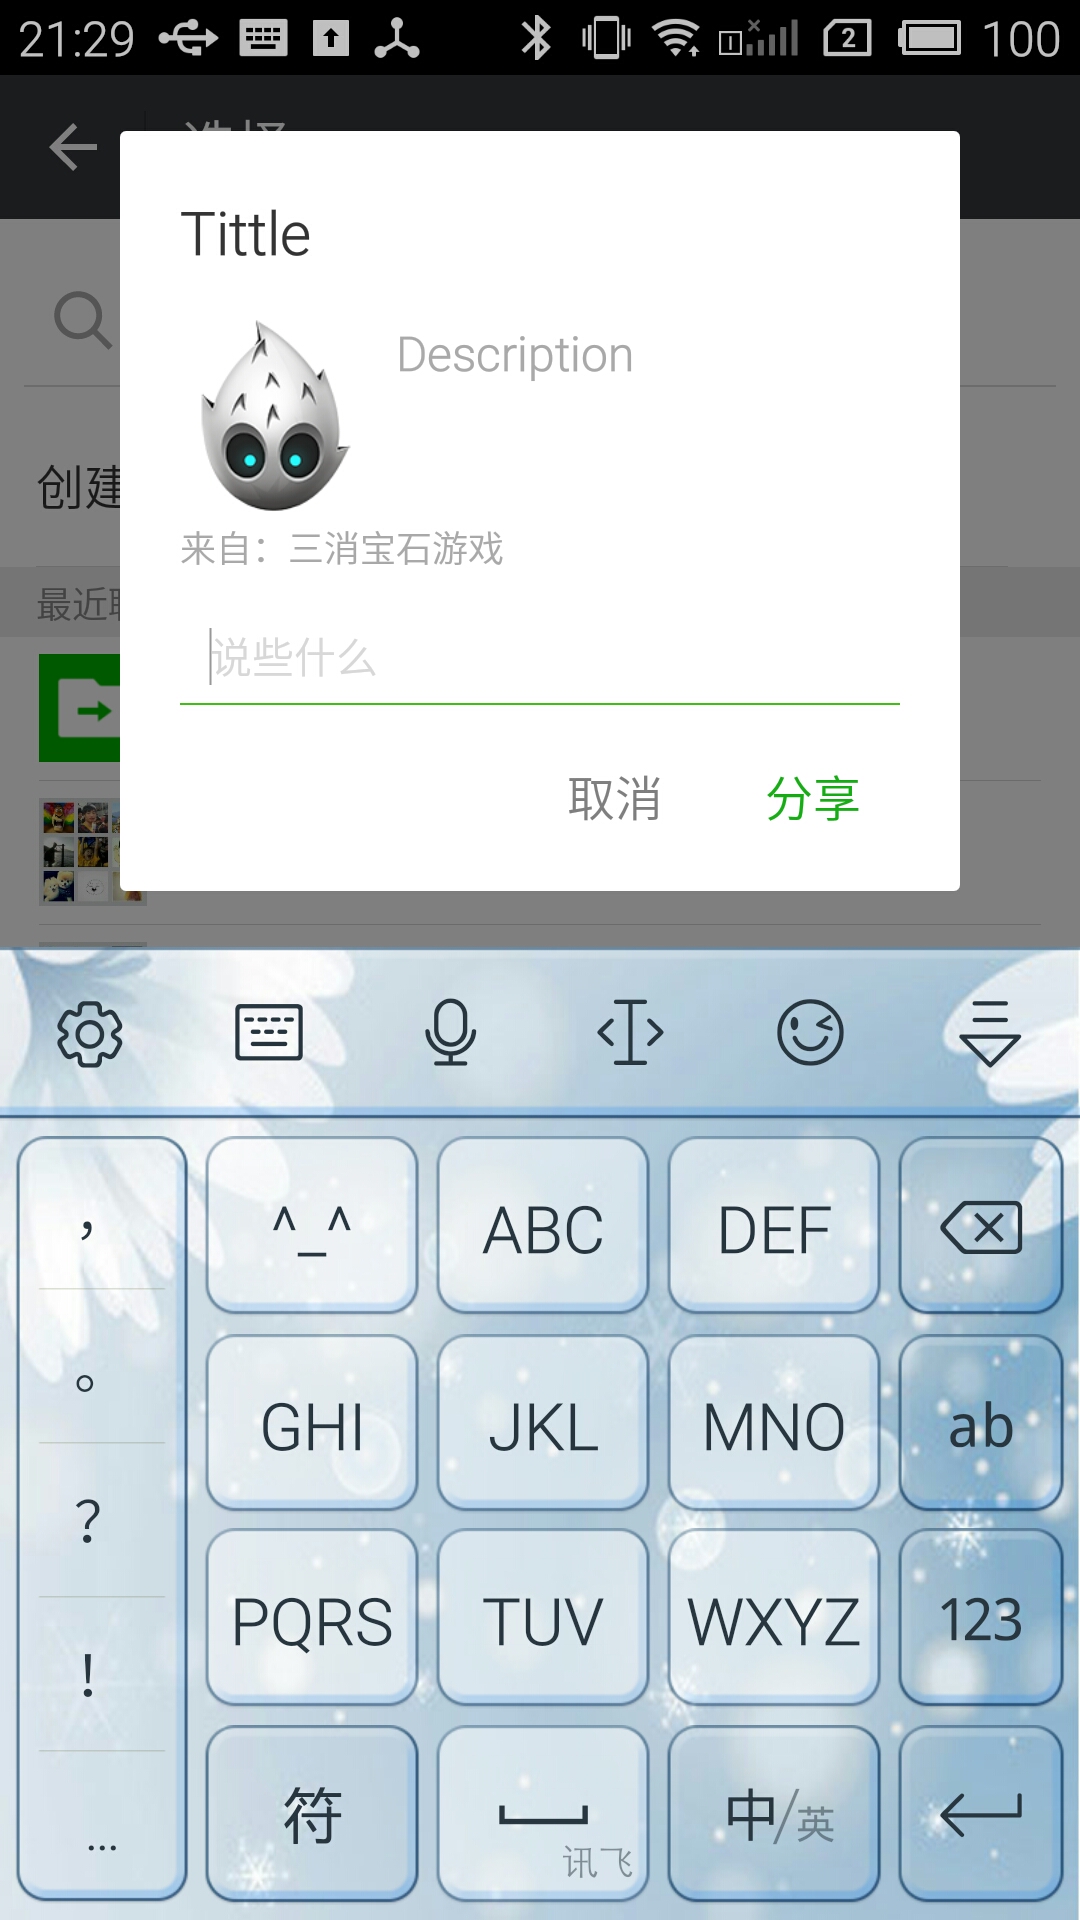 21:29
2
100
Tittle
Description
来自：三消宝石游戏
创建
最近
说些什么
取消
分享
，
^_^
ABC
DEF
。
GHI
JKL
MNO
ab
？
PQRS
TUV
WXYZ
123
！
...
符
讯飞
中/英